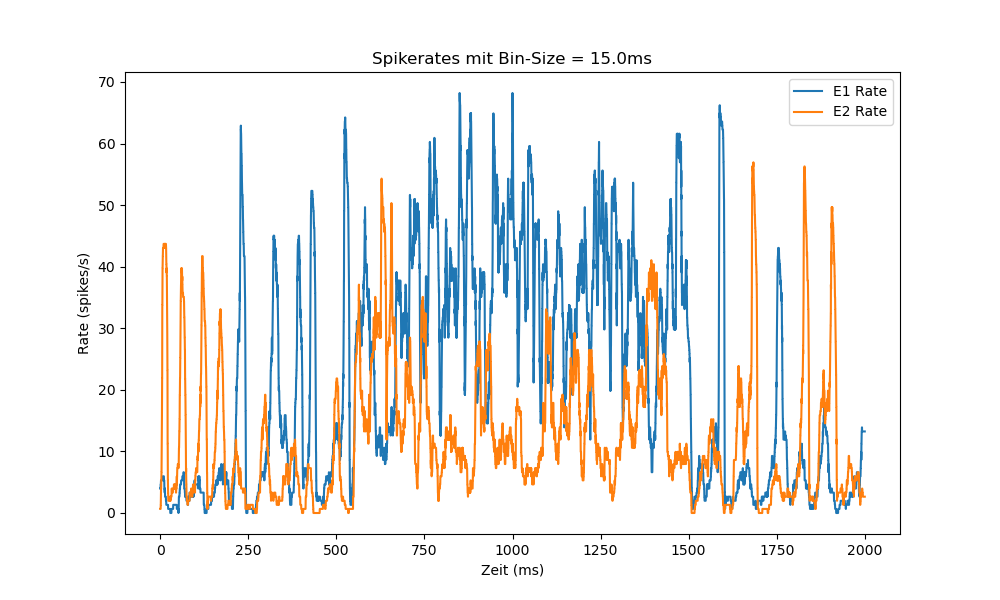 Spikerates mit Bin-Size = 15.0ms
E1 Rate
E2 Rate
Rate (spikes/s)
70
60
50
40
30
20
10
0
0 250 500 750 1000 1250 1500 1750 2000
Zeit (ms)